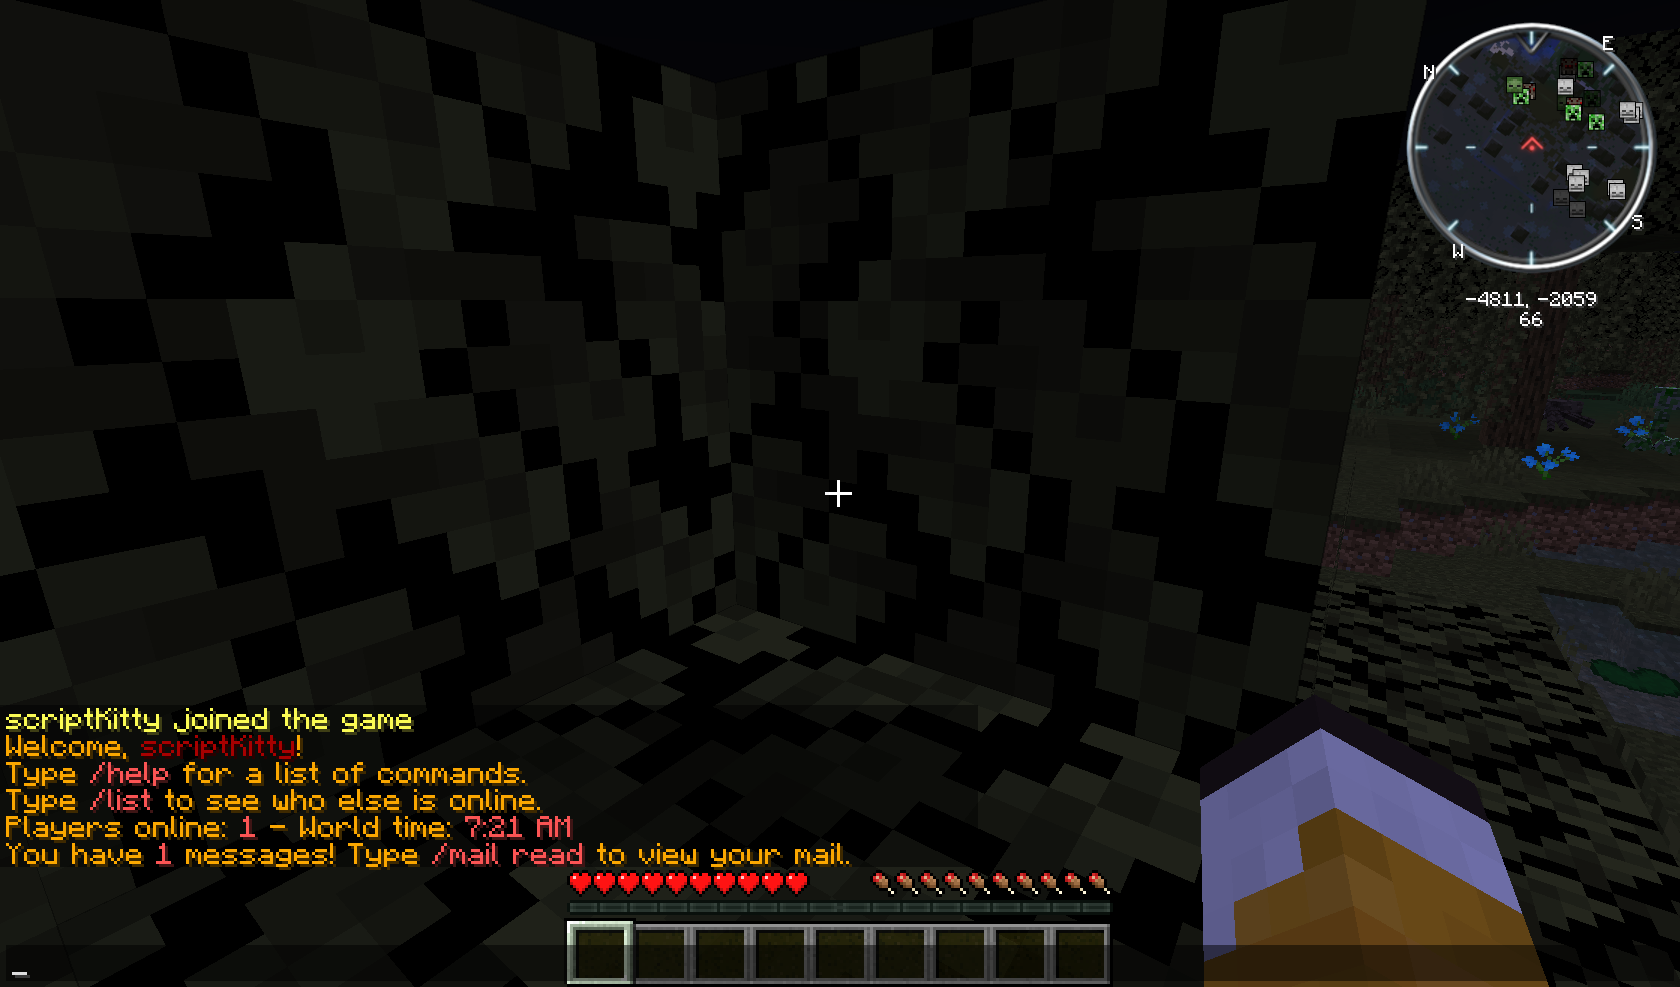 N
E
S
W
-4811, -2059
66
scriptKitty joined the game
Welcome, scriptKitty!
Type /help for a list of commands.
Type /list to see who else is online.
Players online: 1 - World time: 7:21 AM
You have 1 messages! Type /mail read to view your mail.
_